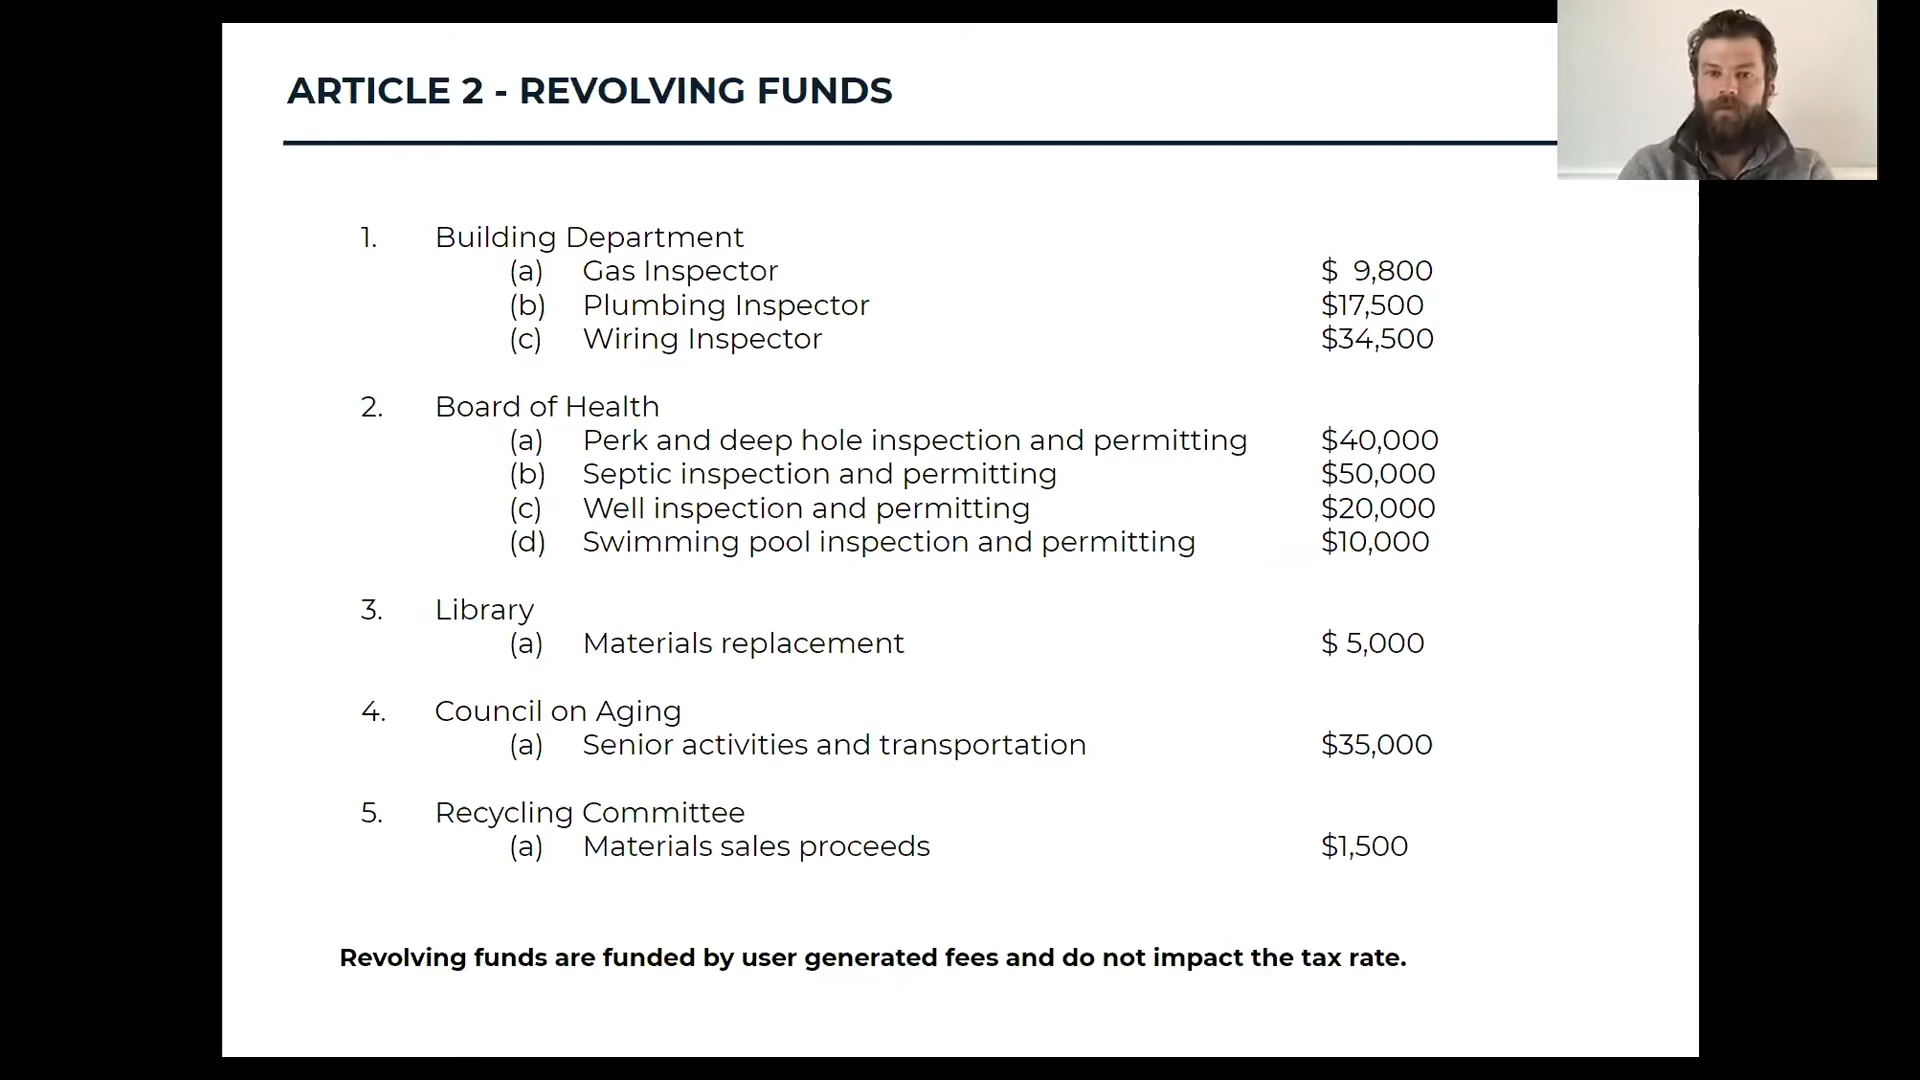 ARTICLE 2 - REVOLVING FUNDS
1. Building Department
(a) Gas Inspector $ 9,800
(b) Plumbing Inspector $17,500
(c) Wiring Inspector $34,500
2. Board of Health
(a) Perk and deep hole inspection and permitting $40,000
(b) Septic inspection and permitting $50,000
(c) Well inspection and permitting $20,000
(d) Swimming pool inspection and permitting $10,000
3. Library
(a) Materials replacement $ 5,000
4. Council on Aging
(a) Senior activities and transportation $35,000
5. Recycling Committee
(a) Materials sales proceeds $1,500
Revolving funds are funded by user generated fees and do not impact the tax rate.